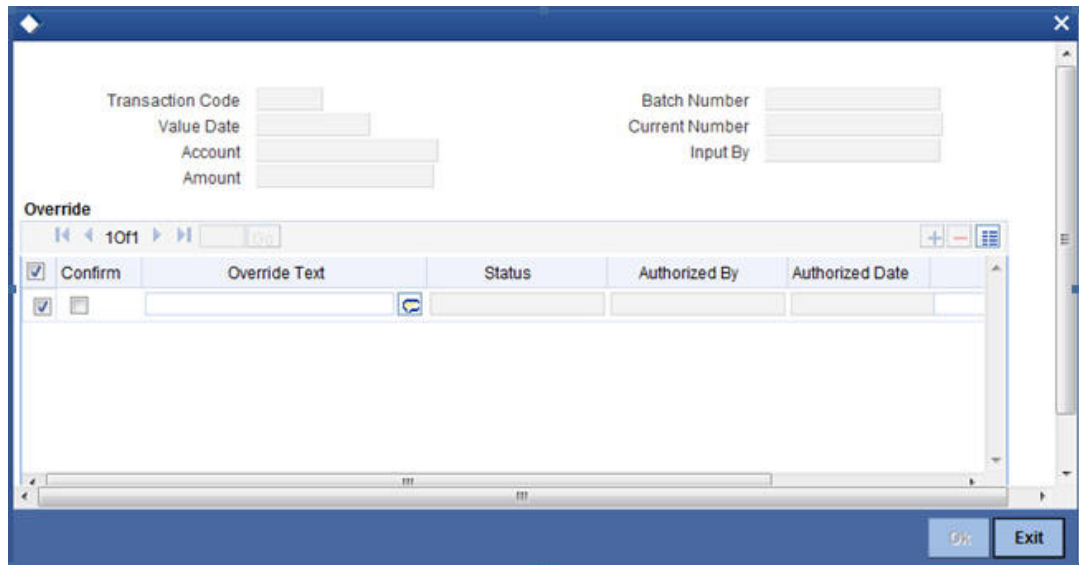 Transaction Code
Value Date
Account
Amount
Batch Number
Current Number
Input By
Override
1Of1 Go
Confirm Override Text Status Authorized By Authorized Date
Ok Exit